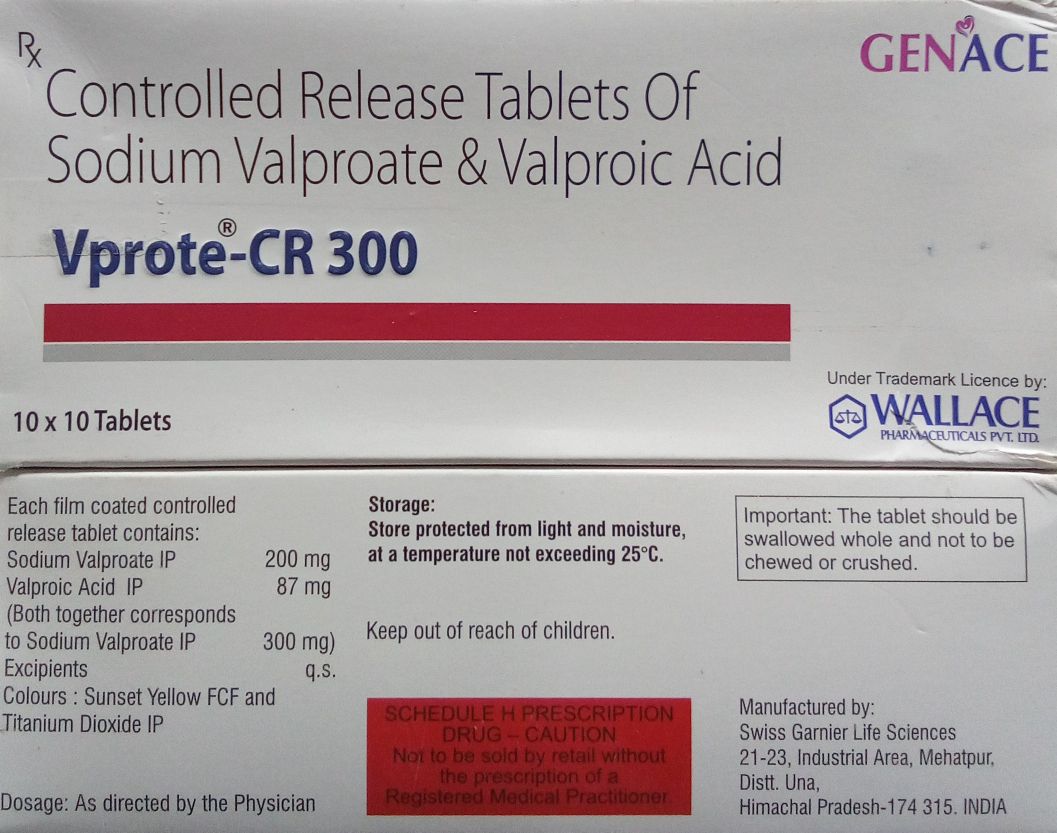 Rx
GENACE
Controlled Release Tablets Of
Sodium Valproate & Valproic Acid
Vprote®-CR 300
10 x 10 Tablets
Under Trademark Licence by:
WALLACE
PHARMACEUTICALS PVT. LTD.
Each film coated controlled
release tablet contains:
Sodium Valproate IP 200 mg
Valproic Acid IP 87 mg
(Both together corresponds
to Sodium Valproate IP 300 mg)
Excipients q.s.
Colours : Sunset Yellow FCF and
Titanium Dioxide IP
Dosage: As directed by the Physician
Storage:
Store protected from light and moisture,
at a temperature not exceeding 25°C.
Keep out of reach of children.
SCHEDULE H PRESCRIPTION
DRUG – CAUTION
Not to be sold by retail without
the prescription of a
Registered Medical Practitioner
Important: The tablet should be
swallowed whole and not to be
chewed or crushed.
Manufactured by:
Swiss Garnier Life Sciences
21-23, Industrial Area, Mehatpur,
Distt. Una,
Himachal Pradesh-174 315. INDIA